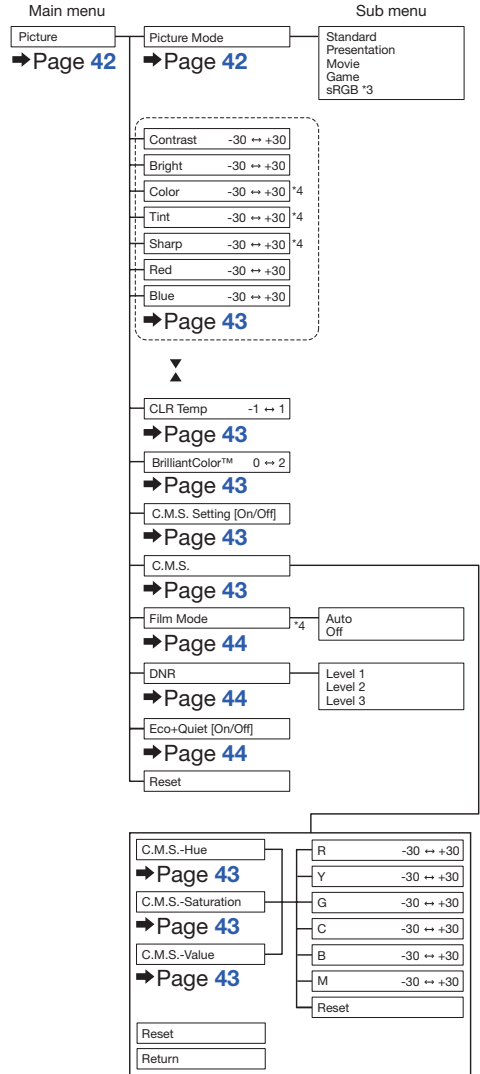 Main menu
Sub menu
Picture
➡Page 42
Picture Mode
➡Page 42
Standard
Presentation
Movie
Game
sRGB *3
Contrast -30 ↔ +30
Bright -30 ↔ +30
Color -30 ↔ +30 *4
Tint -30 ↔ +30 *4
Sharp -30 ↔ +30 *4
Red -30 ↔ +30
Blue -30 ↔ +30
➡Page 43
CLR Temp -1 ↔ 1
➡Page 43
BrilliantColor™ 0 ↔ 2
➡Page 43
C.M.S. Setting [On/Off]
➡Page 43
C.M.S.
➡Page 43
Film Mode *4
➡Page 44
Auto
Off
DNR
➡Page 44
Level 1
Level 2
Level 3
Eco+Quiet [On/Off]
➡Page 44
Reset
C.M.S.-Hue
➡Page 43
C.M.S.-Saturation
➡Page 43
C.M.S.-Value
➡Page 43
R -30 ↔ +30
Y -30 ↔ +30
G -30 ↔ +30
C -30 ↔ +30
B -30 ↔ +30
M -30 ↔ +30
Reset
Reset
Return